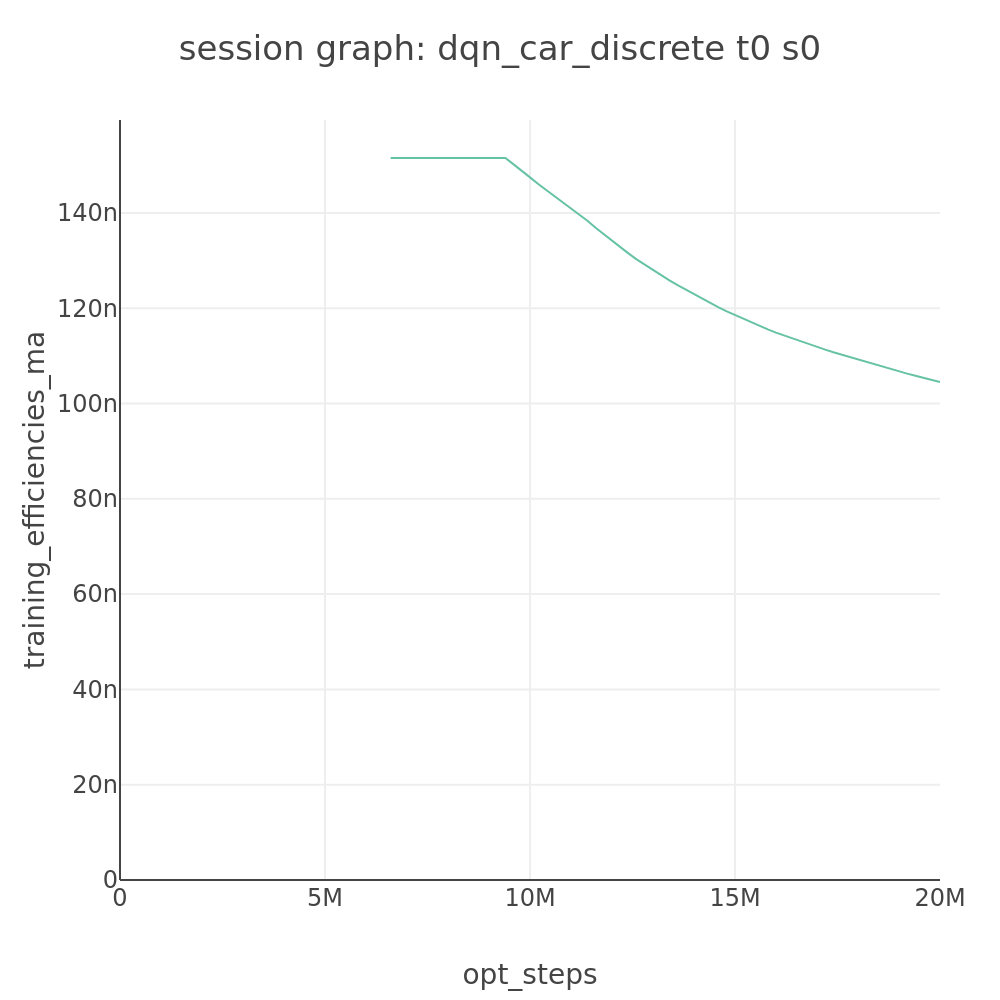 session graph: dqn_car_discrete t0 s0
training_efficiencies_ma
140n
120n
100n
80n
60n
40n
20n
0
0 5M 10M 15M 20M
opt_steps